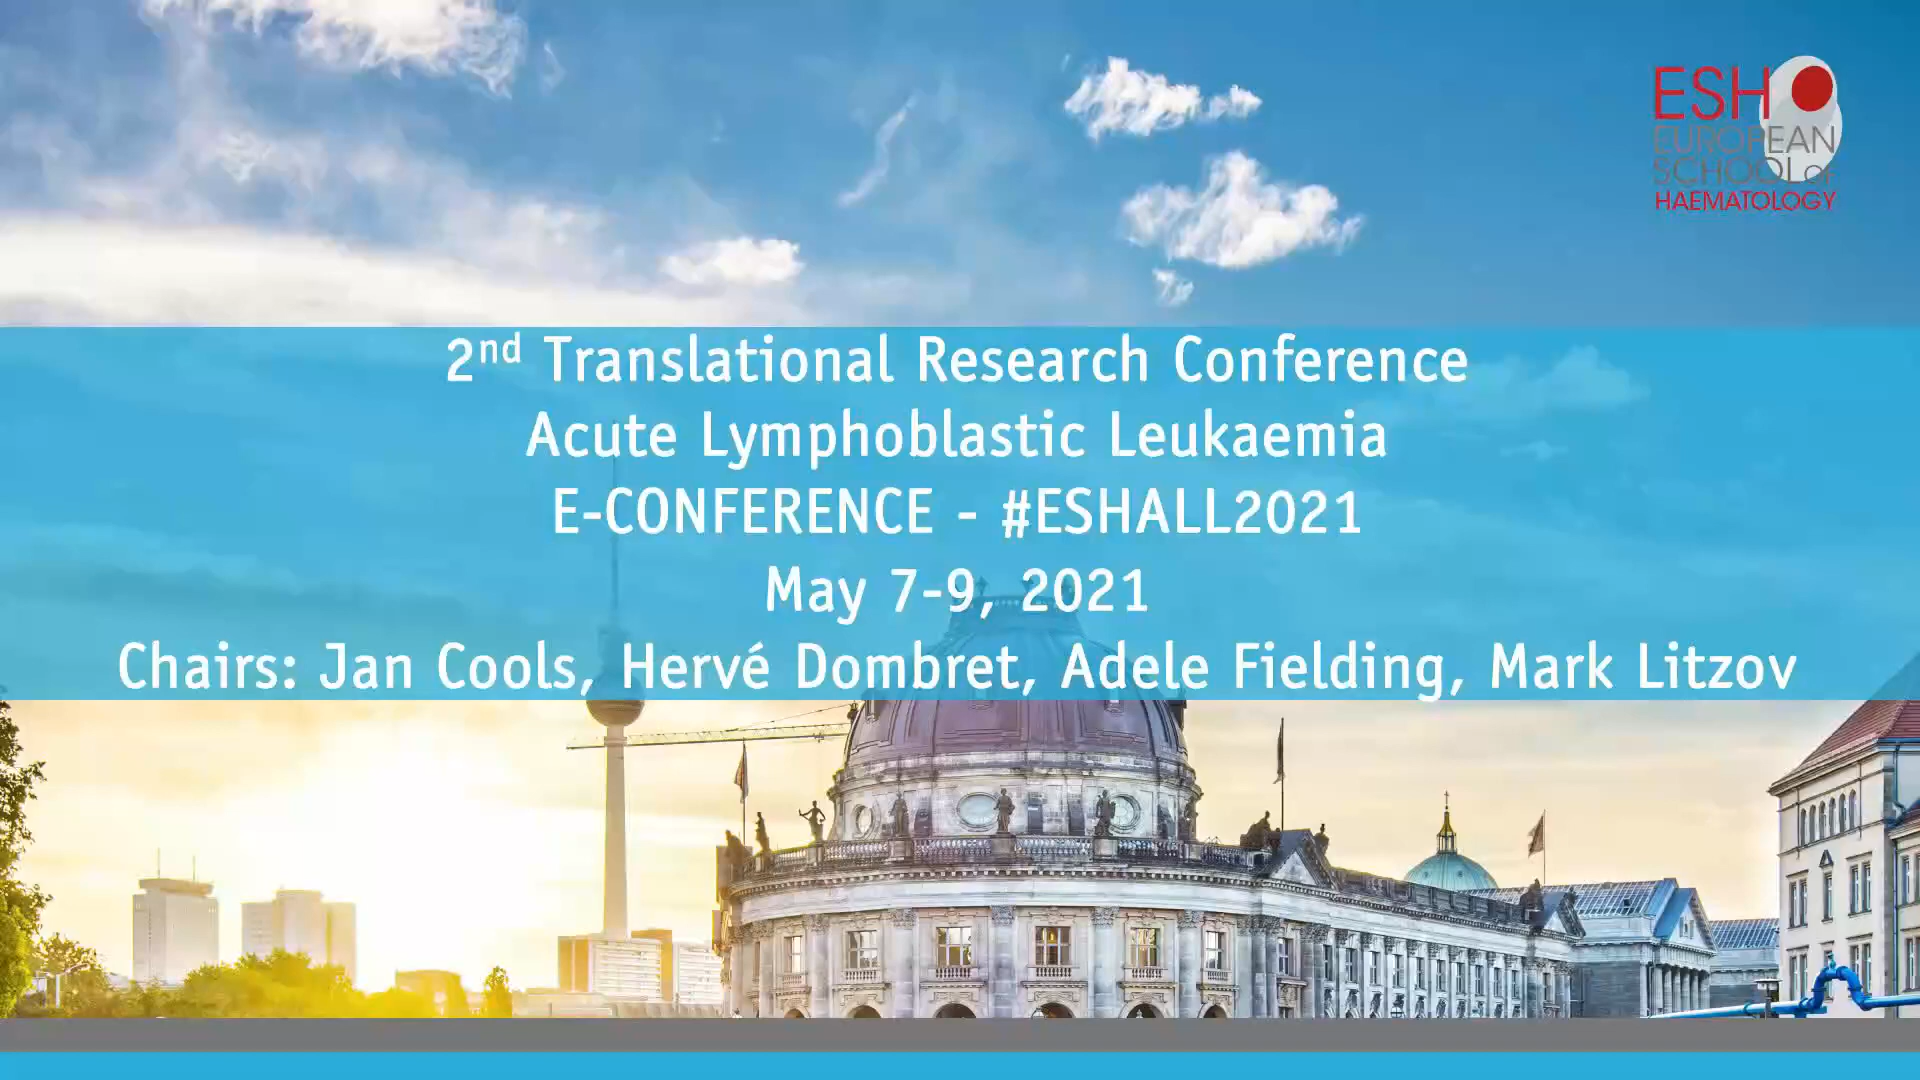 ESH
EUROPEAN
SCHOOL OF
HAEMATOLOGY
2nd Translational Research Conference
Acute Lymphoblastic Leukaemia
E-CONFERENCE - #ESHALL2021
May 7-9, 2021
Chairs: Jan Cools, Hervé Dombret, Adele Fielding, Mark Litzov